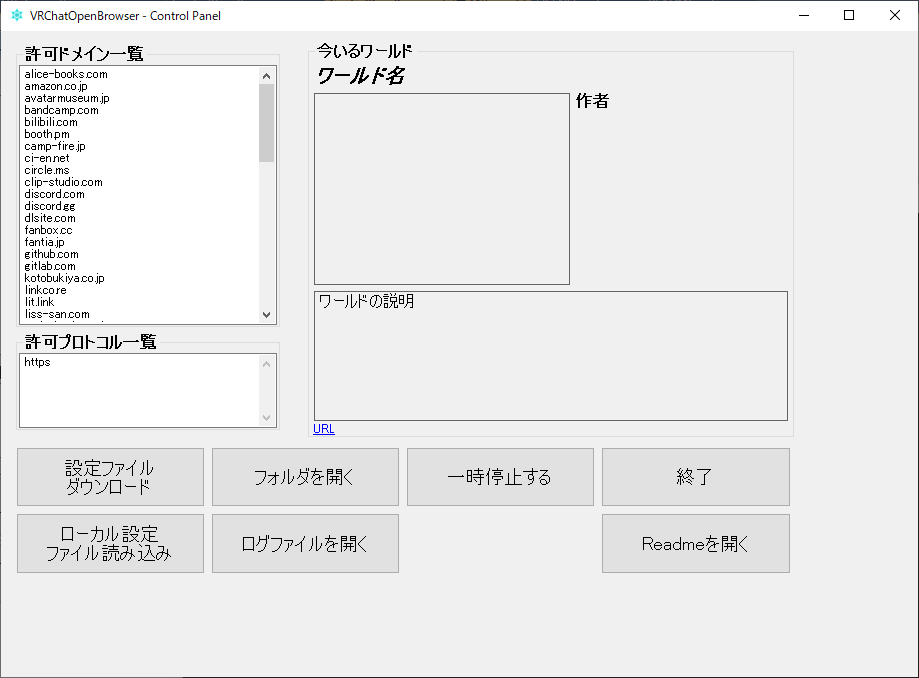 VRChatOpenBrowser - Control Panel
許可ドメイン一覧
alice-books.com
amazon.co.jp
avatarmuseum.jp
bandcamp.com
bilibili.com
booth.pm
camp-fire.jp
ci-en.net
circle.ms
clip-studio.com
discord.com
discord.gg
dlsite.com
fanbox.cc
fantia.jp
github.com
gitlab.com
kotobukiya.co.jp
linkco.re
lit.link
liss-san.com
許可プロトコル一覧
https
今いるワールド
ワールド名
作者
ワールドの説明
URL
設定ファイル
ダウンロード
フォルダを開く
一時停止する
終了
ローカル設定
ファイル読み込み
ログファイルを開く
Readmeを開く